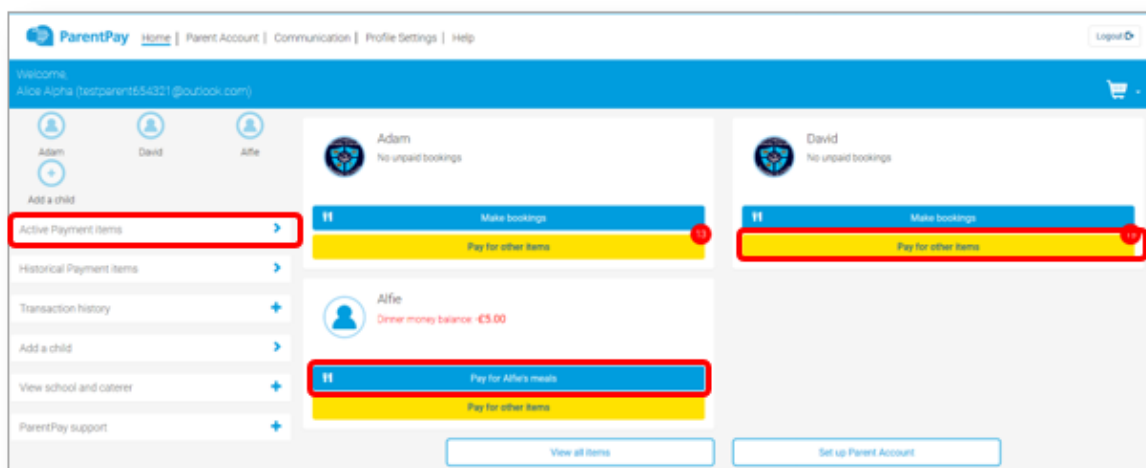 ParentPay Home | Parent Account | Communication | Profile Settings | Help
Logout
Welcome,
Alice Alpha (testparent654321@outlook.com)
Adam David Alfie
Add a child
Active Payment items
Historical Payment items
Transaction history
Add a child
View school and caterer
ParentPay support
Adam
No unpaid bookings
Make bookings
13
Pay for other items
David
No unpaid bookings
Make bookings
Pay for other items
Alfie
Dinner money balance: -£5.00
Pay for Alfie's meals
Pay for other items
View all items
Set up Parent Account